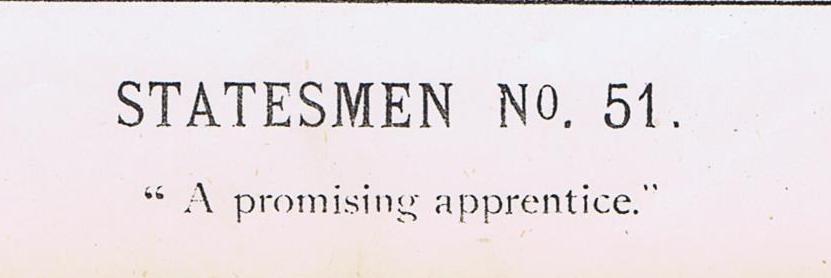 STATESMEN NO. 51.
“ A promising apprentice.”